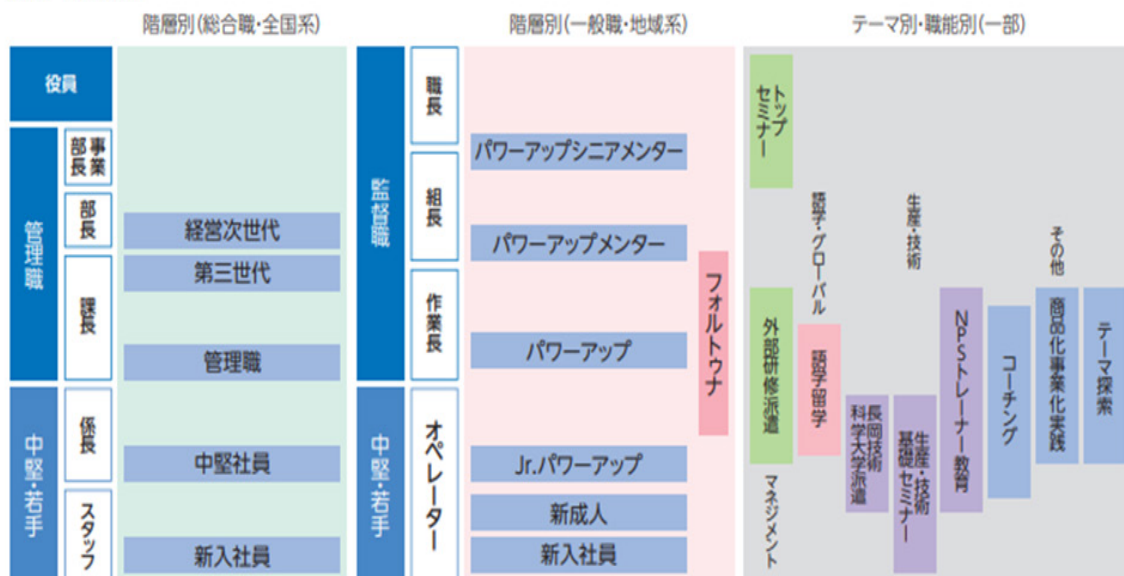 階層別(総合職・全国系)
階層別(一般職・地域系)
テーマ別・職能別(一部)
役員
管理職
事業
部長
部長
課長
中堅・若手
係長
スタッフ
経営次世代
第三世代
管理職
中堅社員
新入社員
監督職
職長
組長
作業長
中堅・若手
オペレーター
パワーアップシニアメンター
パワーアップメンター
パワーアップ
Jr.パワーアップ
新成人
新入社員
フォルトゥナ
トップ
セミナー
外部研修派遣
マネジメント
語学・グローバル
語学留学
生産・技術
長岡技術
科学大学派遣
生産・技術
基礎セミナー
NPSトレーナー教育
コーチング
その他
商品化事業化実践
テーマ探索